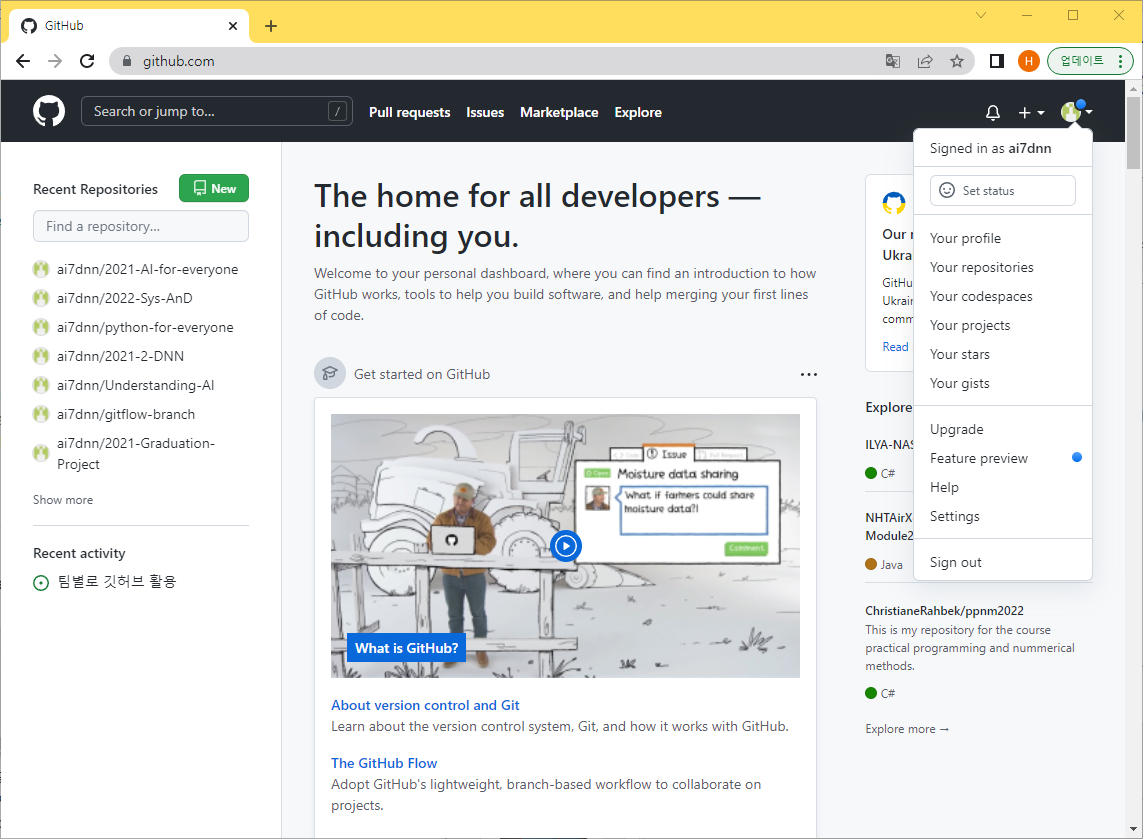 GitHub
github.com
H
업데이트
Search or jump to...
/
Pull requests
Issues
Marketplace
Explore
Signed in as ai7dnn
Set status
Your profile
Your repositories
Your codespaces
Your projects
Your stars
Your gists
Upgrade
Feature preview
Help
Settings
Sign out
Recent Repositories
New
Find a repository...
ai7dnn/2021-AI-for-everyone
ai7dnn/2022-Sys-AnD
ai7dnn/python-for-everyone
ai7dnn/2021-2-DNN
ai7dnn/Understanding-AI
ai7dnn/gitflow-branch
ai7dnn/2021-Graduation-
Project
Show more
Recent activity
팀별로 깃허브 활용
The home for all developers —
including you.
Welcome to your personal dashboard, where you can find an introduction to how
GitHub works, tools to help you build software, and help merging your first lines
of code.
Get started on GitHub
Issue
Open
Moisture data sharing
What if farmers could share
moisture data?!
Comment
What is GitHub?
About version control and Git
Learn about the version control system, Git, and how it works with GitHub.
The GitHub Flow
Adopt GitHub's lightweight, branch-based workflow to collaborate on
projects.
Our
Ukra
GitHu
Ukrain
comm
Read
Explore
ILYA-NAS
C#
NHTAirX
Module2
Java
ChristianeRahbek/ppnm2022
This is my repository for the course
practical programming and nummerical
methods.
C#
Explore more →